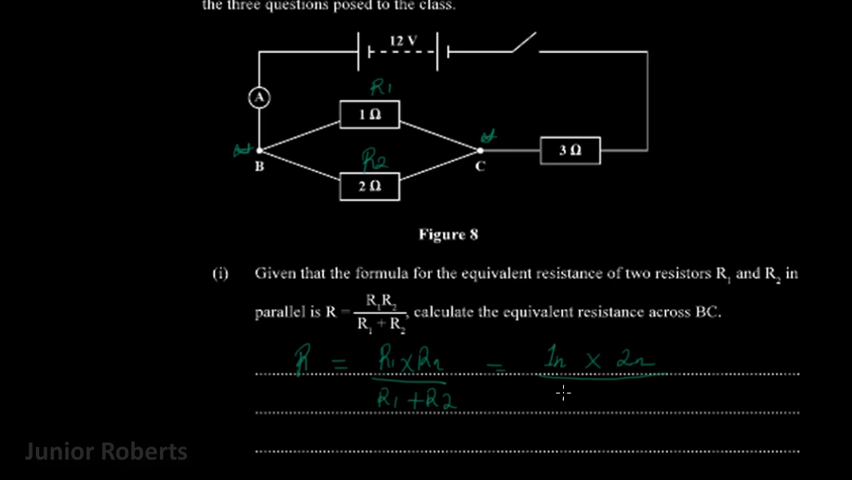 the three questions posed to the class.
12 V
R1
A
1 Ω
R2
B
C
3 Ω
2 Ω
Figure 8
(i) Given that the formula for the equivalent resistance of two resistors R₁ and R₂ in
parallel is R = R₁R₂ / R₁ + R₂, calculate the equivalent resistance across BC.
R = R1 × R2 / R1 + R2 = 1Ω × 2Ω
Junior Roberts